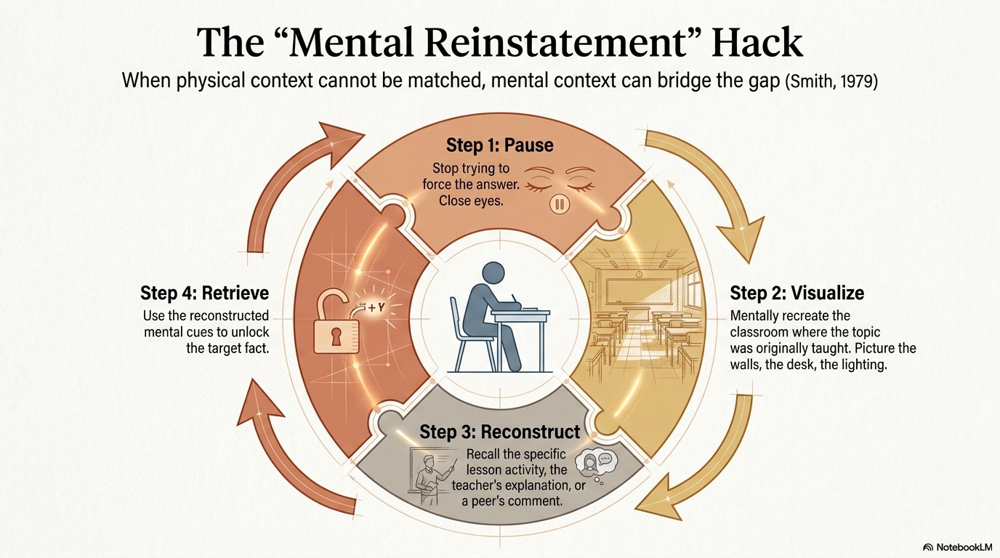 The “Mental Reinstatement” Hack
When physical context cannot be matched, mental context can bridge the gap (Smith, 1979)
Step 1: Pause
Stop trying to
force the answer.
Close eyes.
Step 2: Visualize
Mentally recreate the
classroom where the topic
was originally taught. Picture the
walls, the desk, the lighting.
Step 3: Reconstruct
Recall the specific
lesson activity, the
teacher’s explanation, or
a peer’s comment.
Step 4: Retrieve
Use the reconstructed
mental cues to unlock
the target fact.
+Y
NotebookLM